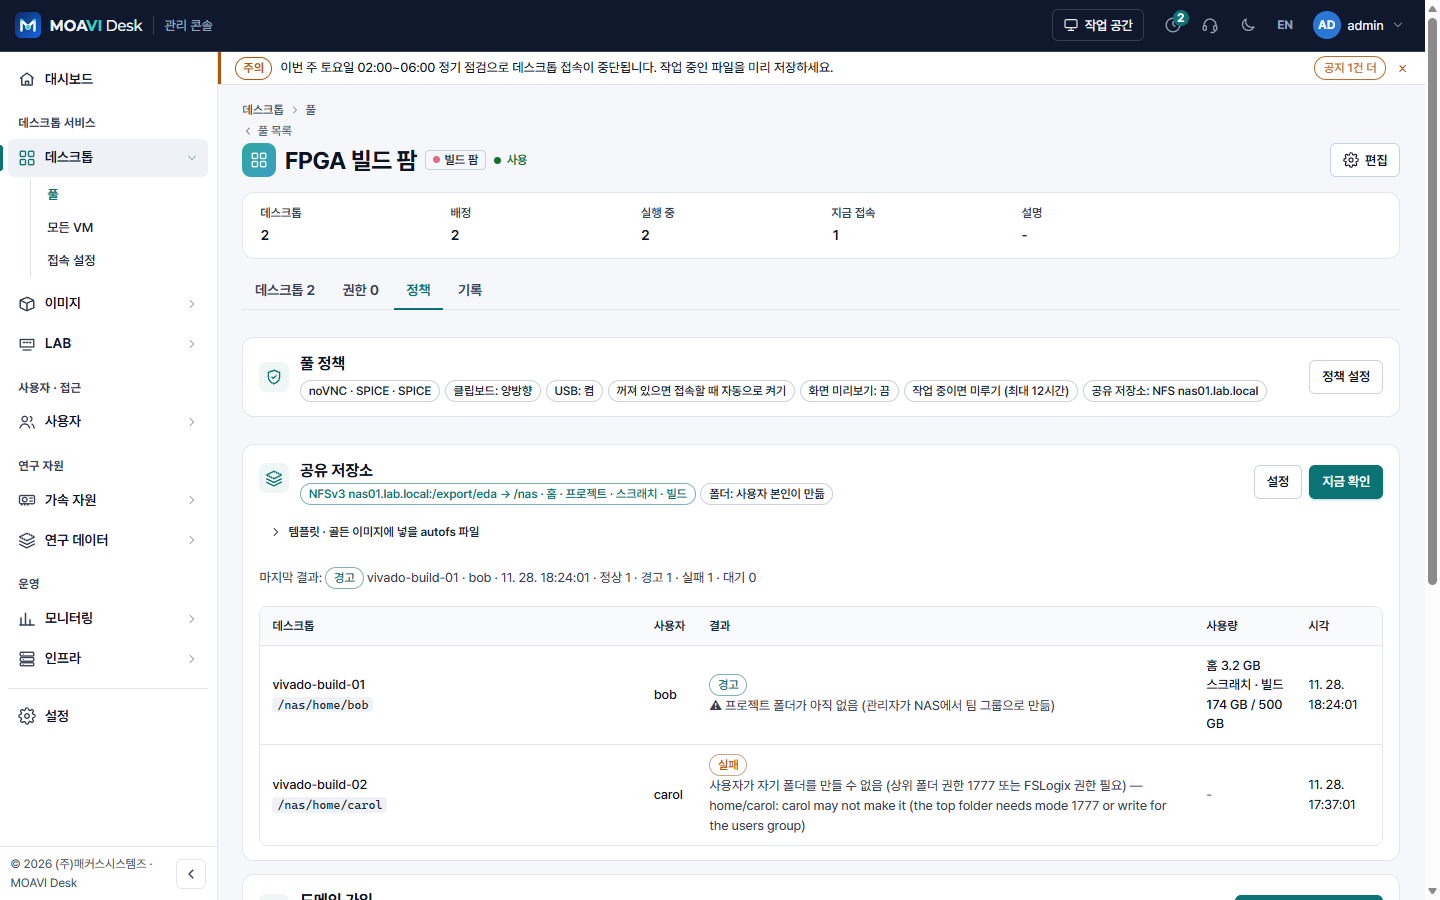 MOAVI Desk
관리 콘솔
작업 공간
2
EN
AD
admin
대시보드
데스크톱 서비스
데스크톱
풀
모든 VM
접속 설정
이미지
LAB
사용자 · 접근
사용자
연구 자원
가속 자원
연구 데이터
운영
모니터링
인프라
설정
© 2026 (주)매커스시스템즈 ·
MOAVI Desk
주의
이번 주 토요일 02:00~06:00 정기 점검으로 데스크톱 접속이 중단됩니다. 작업 중인 파일을 미리 저장하세요.
공지 1건 더
데스크톱 > 풀
풀 목록
FPGA 빌드 팜
빌드 팜
사용
편집
데스크톱 배정 실행 중 지금 접속 설명
2 2 2 1 -
데스크톱 2 권한 0 정책 기록
풀 정책
noVNC · SPICE · SPICE
클립보드: 양방향
USB: 켬
꺼져 있으면 접속할 때 자동으로 켜기
화면 미리보기: 끔
작업 중이면 미루기 (최대 12시간)
공유 저장소: NFS nas01.lab.local
정책 설정
공유 저장소
NFSv3 nas01.lab.local:/export/eda → /nas · 홈 · 프로젝트 · 스크래치 · 빌드
폴더: 사용자 본인이 만듦
설정
지금 확인
템플릿 · 골든 이미지에 넣을 autofs 파일
마지막 결과: 경고 vivado-build-01 · bob · 11. 28. 18:24:01 · 정상 1 · 경고 1 · 실패 1 · 대기 0
데스크톱 사용자 결과 사용량 시각
vivado-build-01
/nas/home/bob
bob
경고
⚠ 프로젝트 폴더가 아직 없음 (관리자가 NAS에서 팀 그룹으로 만듦)
홈 3.2 GB
스크래치 · 빌드
174 GB / 500
GB
11. 28.
18:24:01
vivado-build-02
/nas/home/carol
carol
실패
사용자가 자기 폴더를 만들 수 없음 (상위 폴더 권한 1777 또는 FSLogix 권한 필요) —
home/carol: carol may not make it (the top folder needs mode 1777 or write for
the users group)
-
11. 28.
17:37:01
도메인 가입